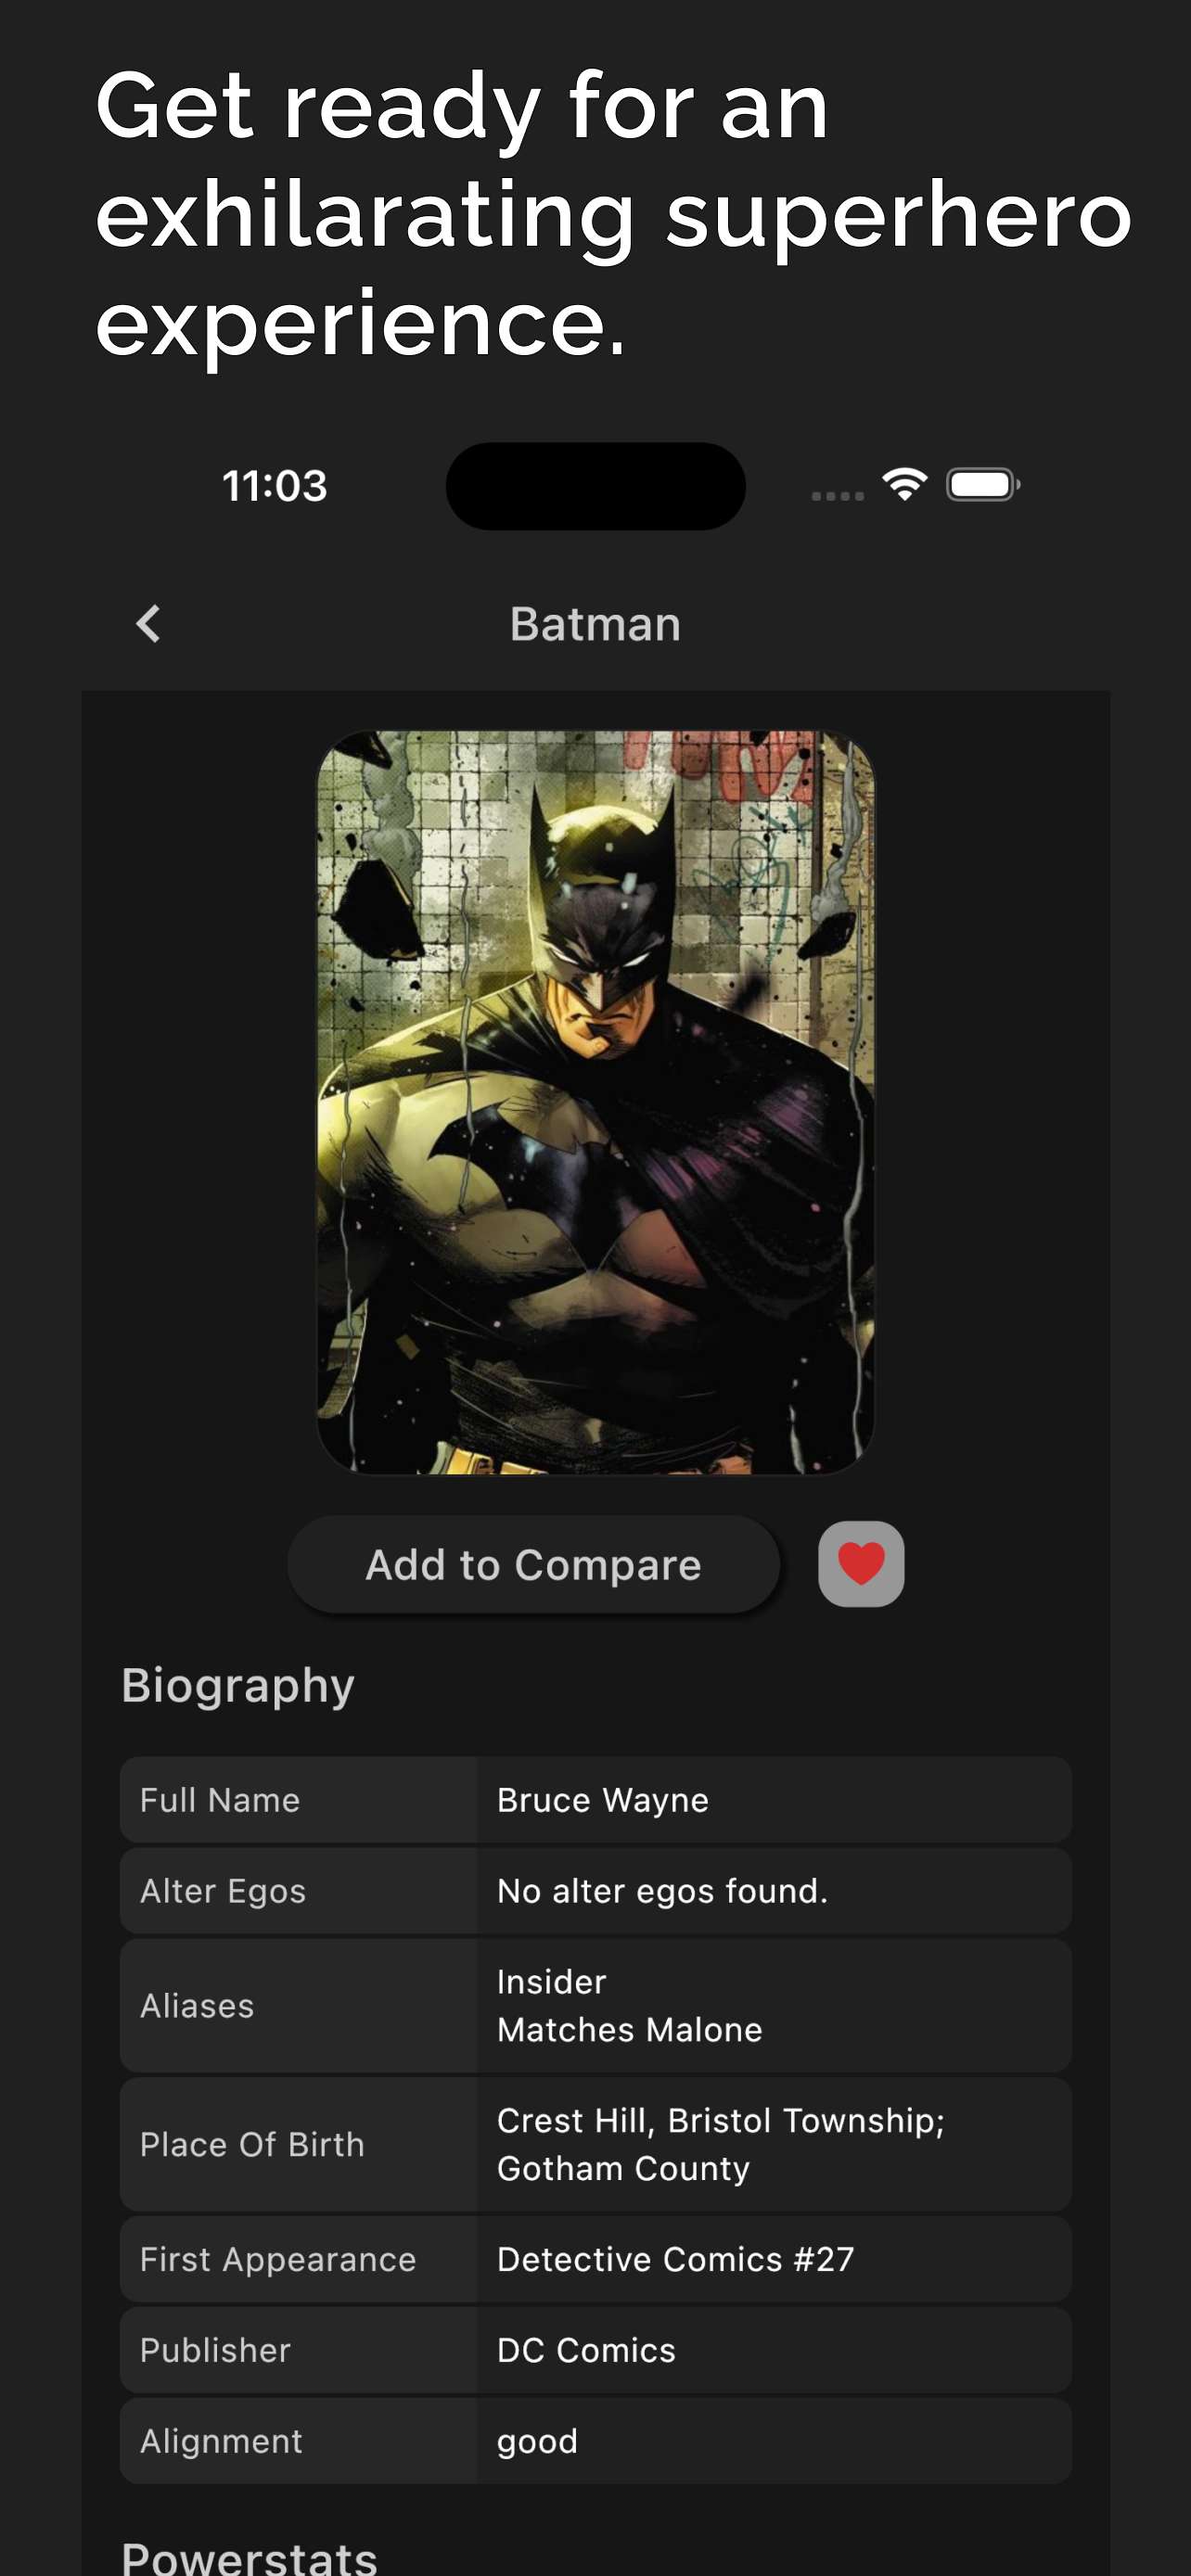 Get ready for an
exhilarating superhero
experience.
11:03
Batman
Add to Compare
Biography
Full Name Bruce Wayne
Alter Egos No alter egos found.
Aliases Insider
Matches Malone
Place Of Birth Crest Hill, Bristol Township;
Gotham County
First Appearance Detective Comics #27
Publisher DC Comics
Alignment good
Powerstats